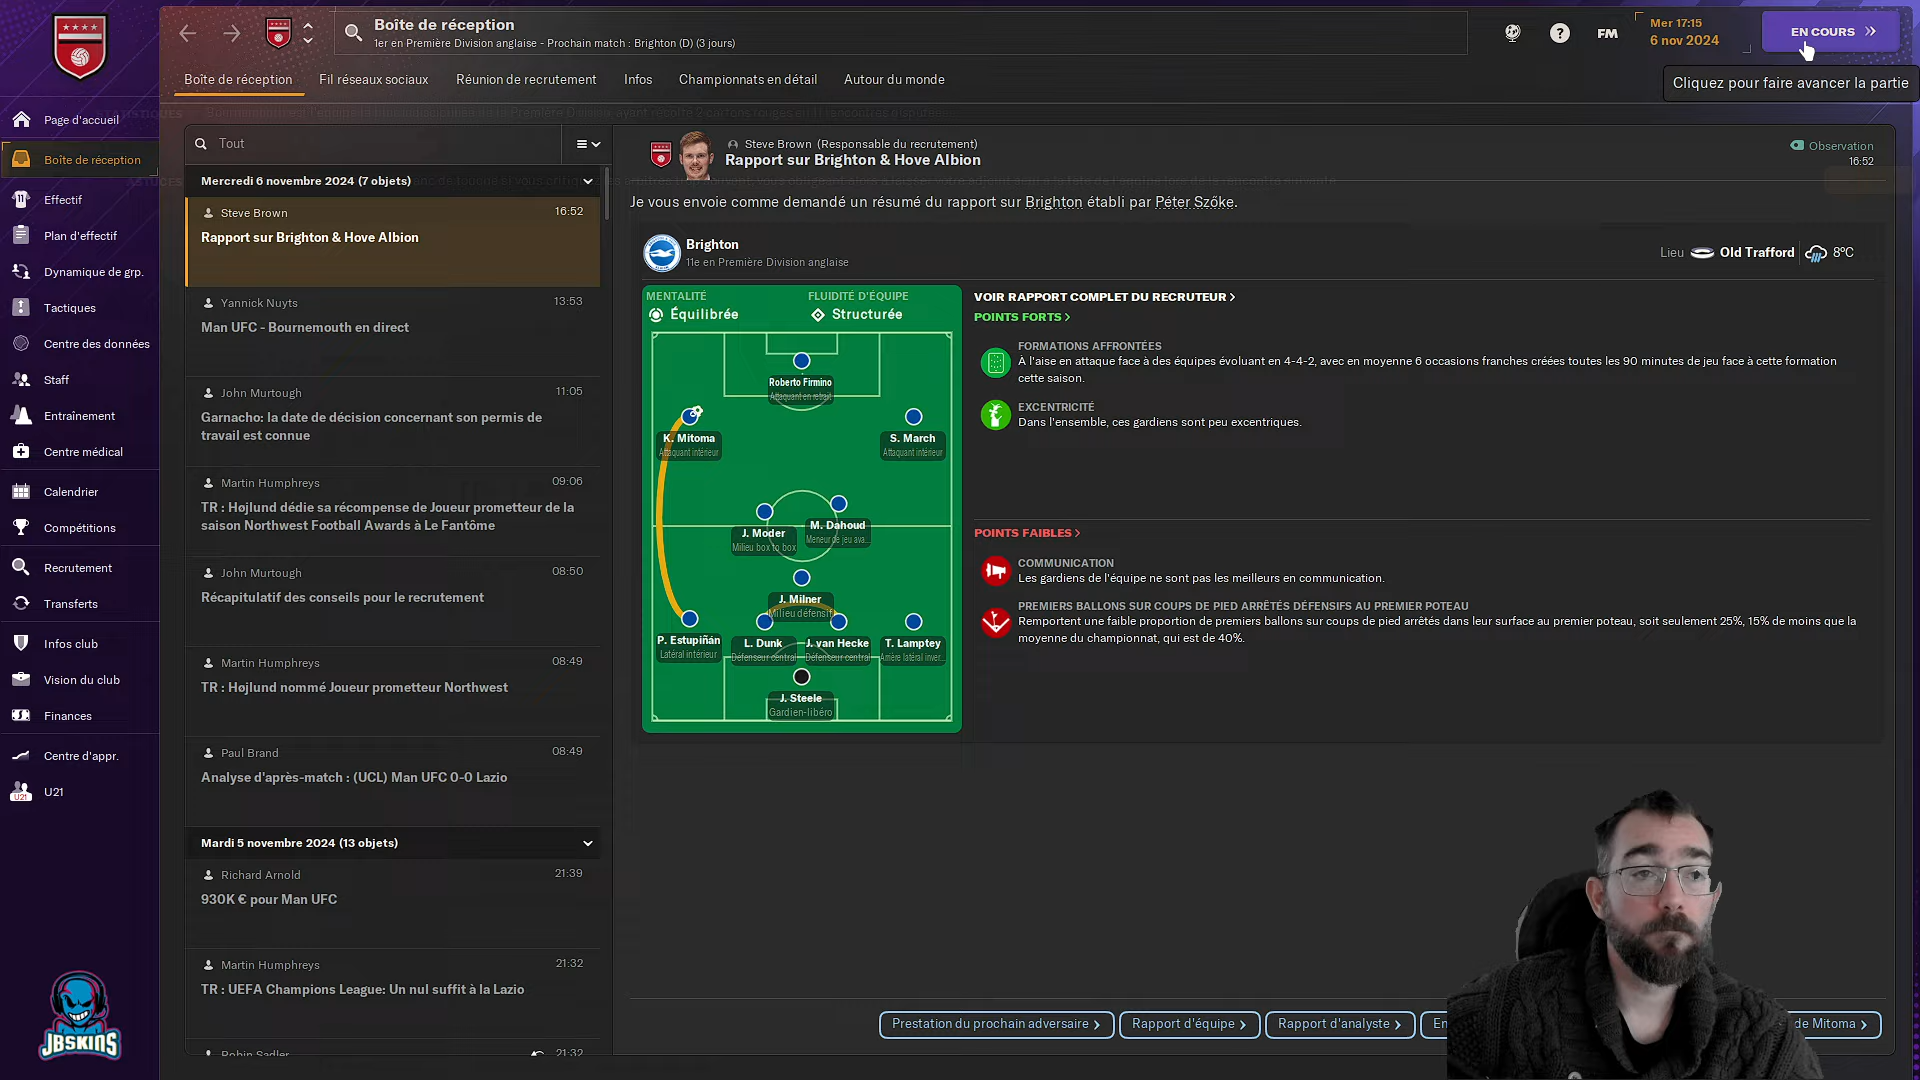 Boîte de réception
1er en Première Division anglaise - Prochain match : Brighton (D) (3 jours)
FM
Mer 17:15
6 nov 2024
EN COURS
Cliquez pour faire avancer la partie
Boîte de réception
Fil réseaux sociaux
Réunion de recrutement
Infos
Championnats en détail
Autour du monde
Page d'accueil
Boîte de réception
Effectif
Plan d'effectif
Dynamique de grp.
Tactiques
Centre des données
Staff
Entraînement
Centre médical
Calendrier
Compétitions
Recrutement
Transferts
Infos club
Vision du club
Finances
Centre d'appr.
U21
U21
JBSKINS
Tout
Mercredi 6 novembre 2024 (7 objets)
Steve Brown 16:52
Rapport sur Brighton & Hove Albion
Yannick Nuyts 13:53
Man UFC - Bournemouth en direct
John Murtough 11:05
Garnacho: la date de décision concernant son permis de
travail est connue
Martin Humphreys 09:06
TR : Højlund dédie sa récompense de Joueur prometteur de la
saison Northwest Football Awards à Le Fantôme
John Murtough 08:50
Récapitulatif des conseils pour le recrutement
Martin Humphreys 08:49
TR : Højlund nommé Joueur prometteur Northwest
Paul Brand 08:49
Analyse d'après-match : (UCL) Man UFC 0-0 Lazio
Mardi 5 novembre 2024 (13 objets)
Richard Arnold 21:39
930K € pour Man UFC
Martin Humphreys 21:32
TR : UEFA Champions League: Un nul suffit à la Lazio
Robin Sadler 21:32
Steve Brown (Responsable du recrutement)
Rapport sur Brighton & Hove Albion
Observation
16:52
Je vous envoie comme demandé un résumé du rapport sur Brighton établi par Péter Szőke.
Brighton
11e en Première Division anglaise
Lieu Old Trafford 8°C
MENTALITÉ
Équilibrée
FLUIDITÉ D'ÉQUIPE
Structurée
Roberto Firmino
Attaquant en retrait
K. Mitoma
Attaquant intérieur
S. March
Attaquant intérieur
J. Moder
Milieu box to box
M. Dahoud
Meneur de jeu ava...
J. Milner
Milieu défensif
P. Estupiñán
Latéral intérieur
L. Dunk
Défenseur central
J. van Hecke
Défenseur central
T. Lamptey
Arrière latéral inver...
J. Steele
Gardien-libéro
VOIR RAPPORT COMPLET DU RECRUTEUR >
POINTS FORTS >
FORMATIONS AFFRONTÉES
À l'aise en attaque face à des équipes évoluant en 4-4-2, avec en moyenne 6 occasions franches créées toutes les 90 minutes de jeu face à cette formation
cette saison.
EXCENTRICITÉ
Dans l'ensemble, ces gardiens sont peu excentriques.
POINTS FAIBLES >
COMMUNICATION
Les gardiens de l'équipe ne sont pas les meilleurs en communication.
PREMIERS BALLONS SUR COUPS DE PIED ARRÊTÉS DÉFENSIFS AU PREMIER POTEAU
Remportent une faible proportion de premiers ballons sur coups de pied arrêtés dans leur surface au premier poteau, soit seulement 25%, 15% de moins que la
moyenne du championnat, qui est de 40%.
Prestation du prochain adversaire >
Rapport d'équipe >
Rapport d'analyste >
En
de Mitoma >